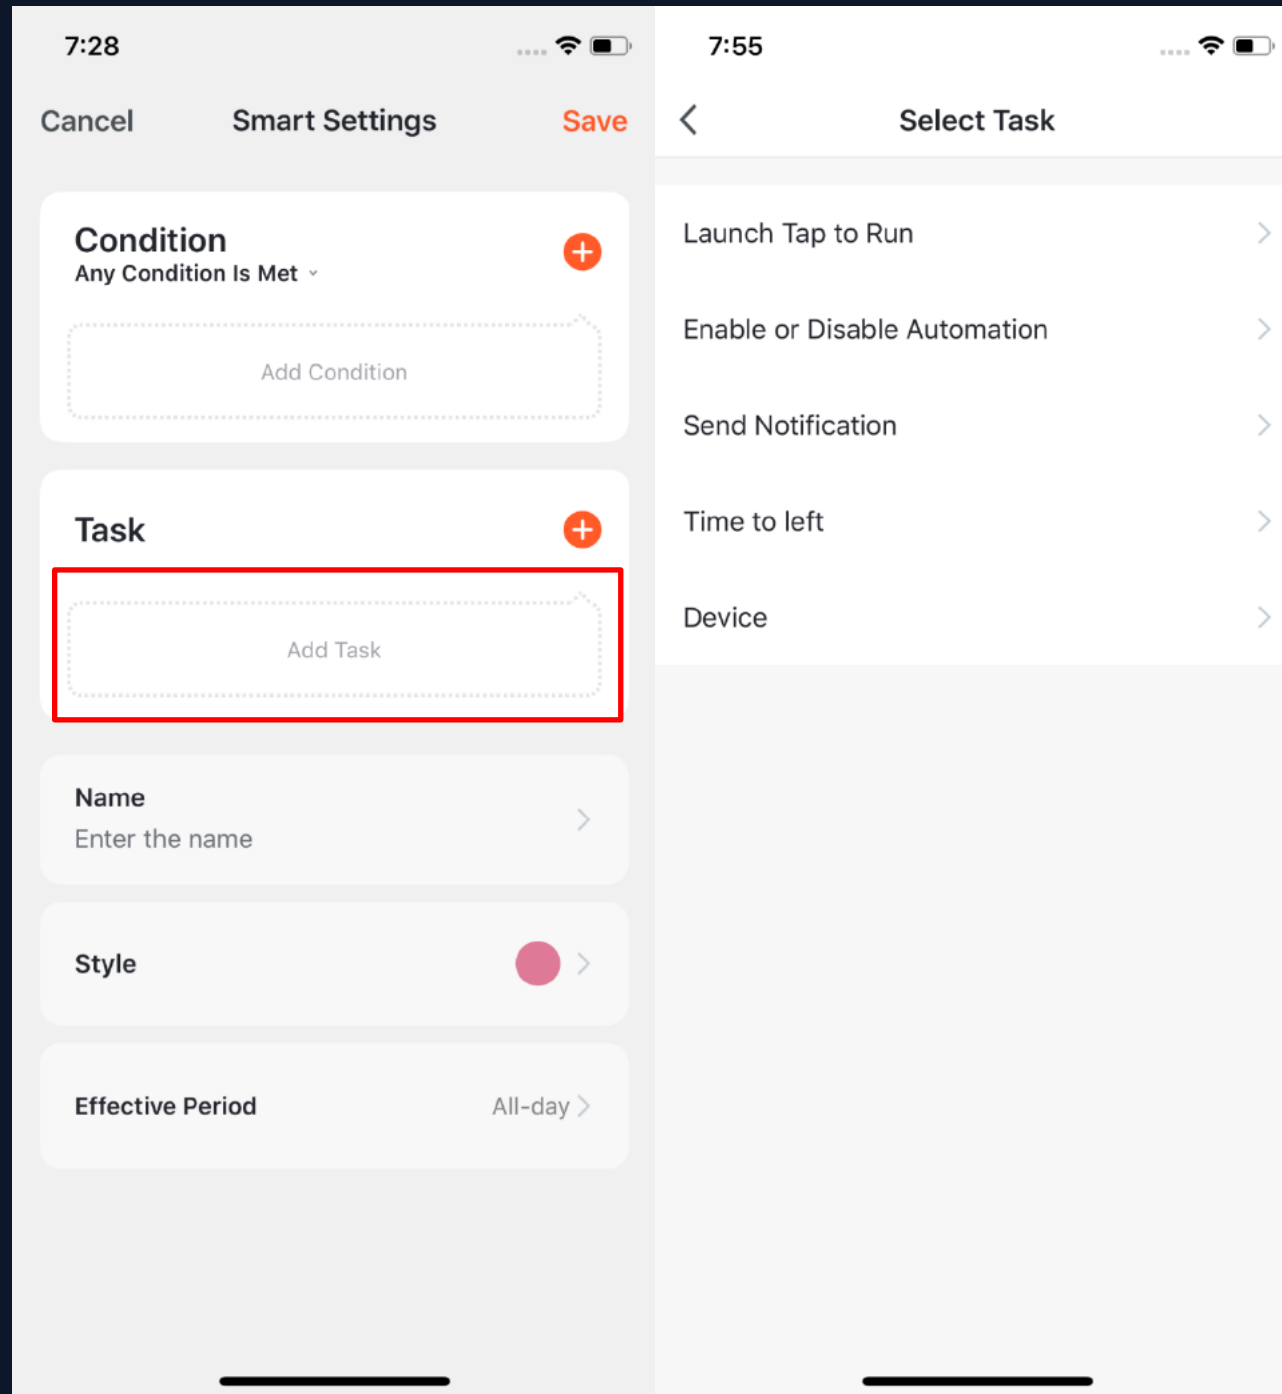 7:28
Cancel
Smart Settings
Save
Condition
Any Condition Is Met
Add Condition
Task
Add Task
Name
Enter the name
Style
Effective Period
All-day
7:55
Select Task
Launch Tap to Run
Enable or Disable Automation
Send Notification
Time to left
Device